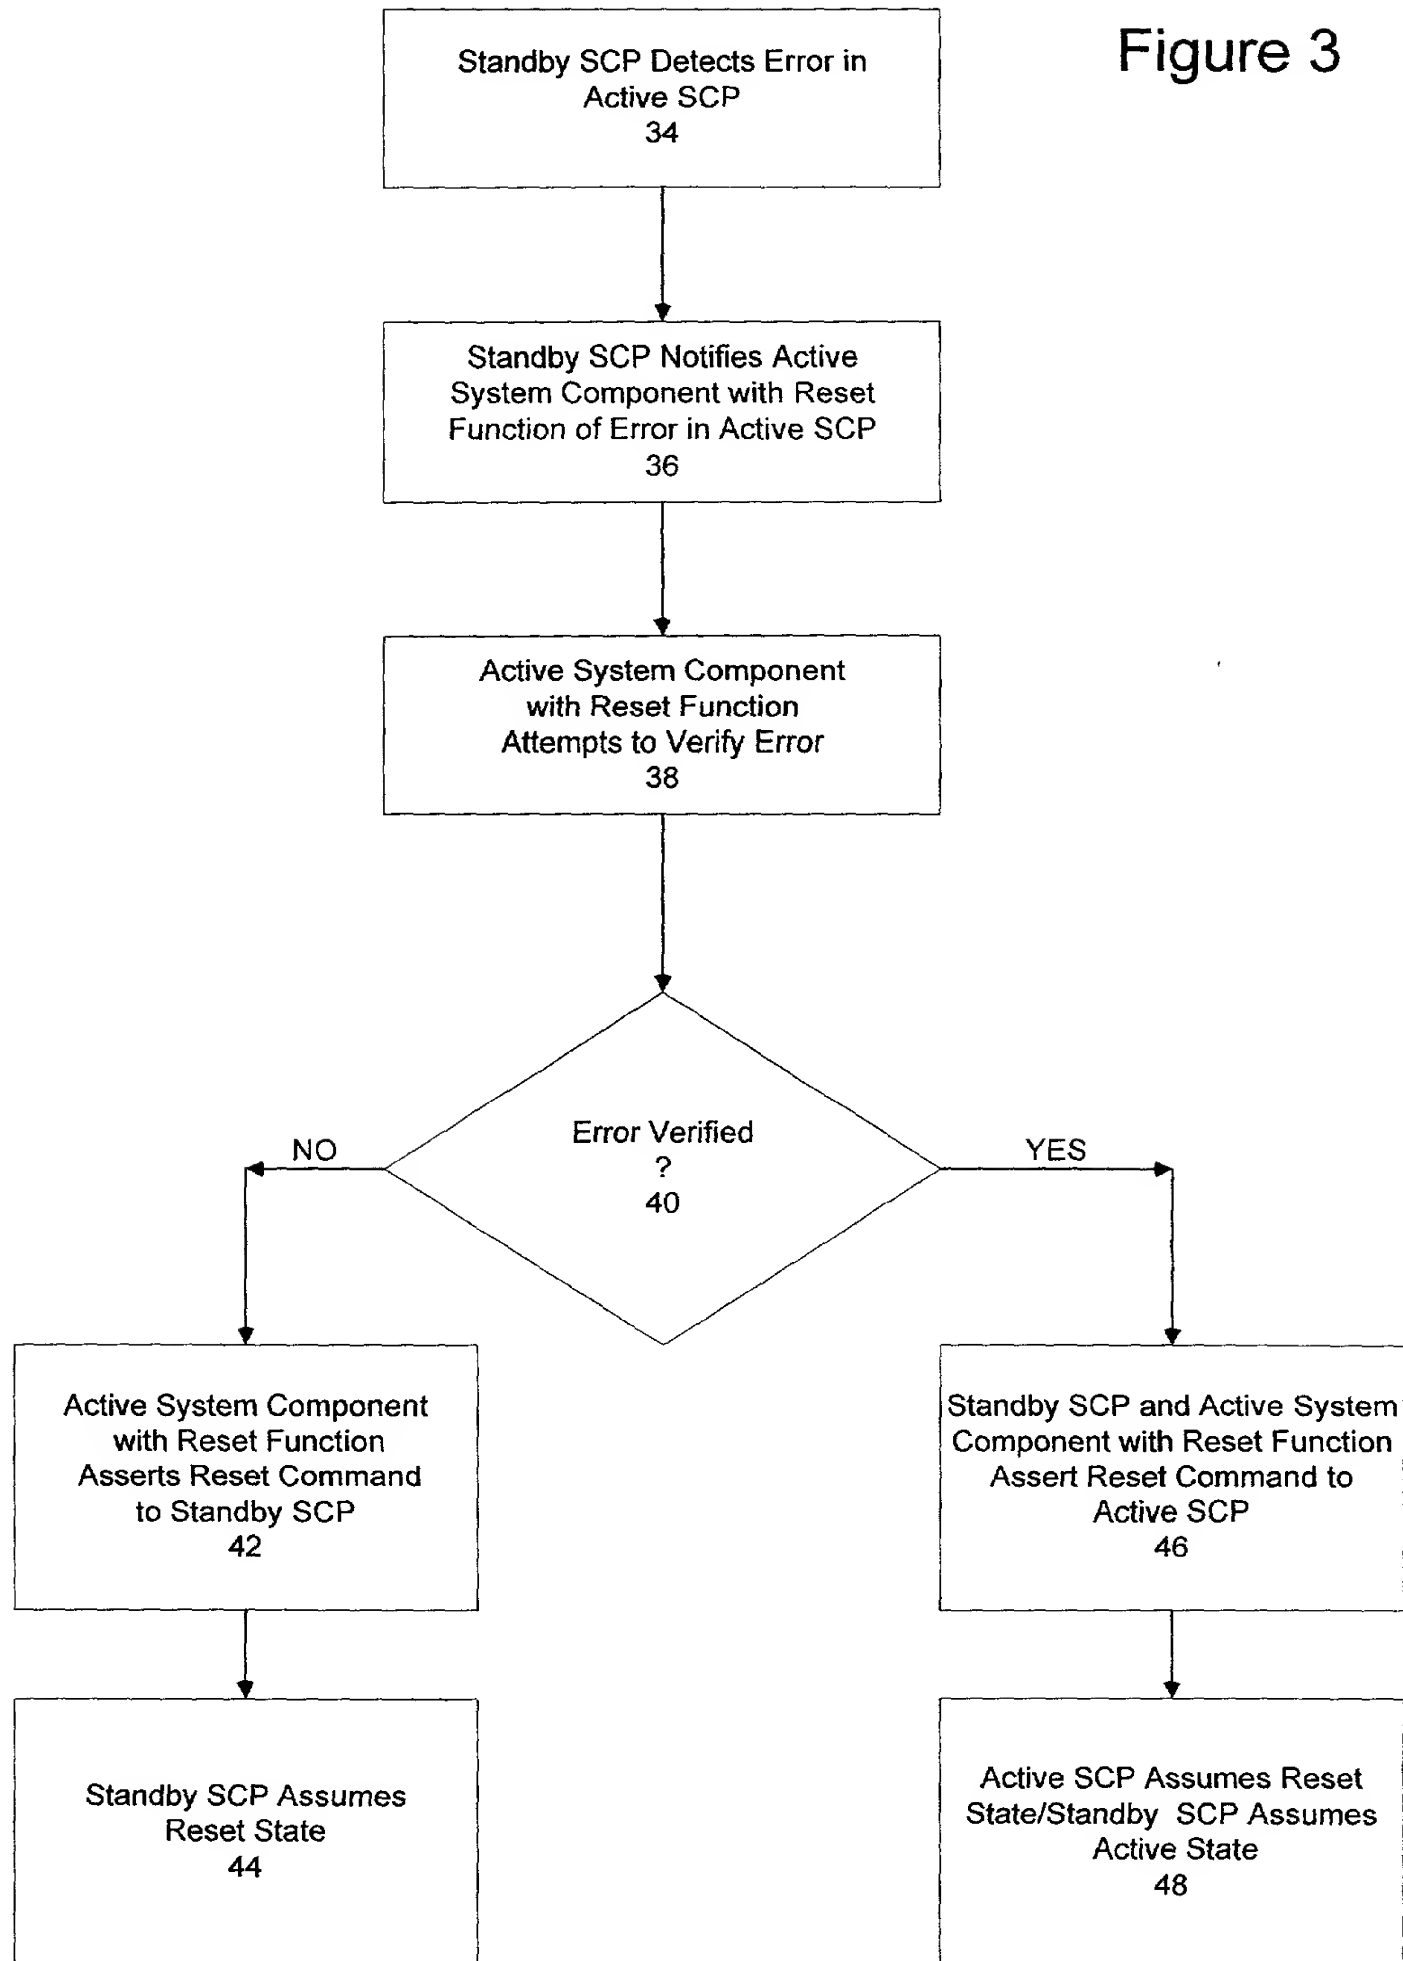 Figure 3
Standby SCP Detects Error in
Active SCP
34
Standby SCP Notifies Active
System Component with Reset
Function of Error in Active SCP
36
Active System Component
with Reset Function
Attempts to Verify Error
38
Error Verified
?
40
NO
YES
Active System Component
with Reset Function
Asserts Reset Command
to Standby SCP
42
Standby SCP and Active System
Component with Reset Function
Assert Reset Command to
Active SCP
46
Standby SCP Assumes
Reset State
44
Active SCP Assumes Reset
State/Standby SCP Assumes
Active State
48